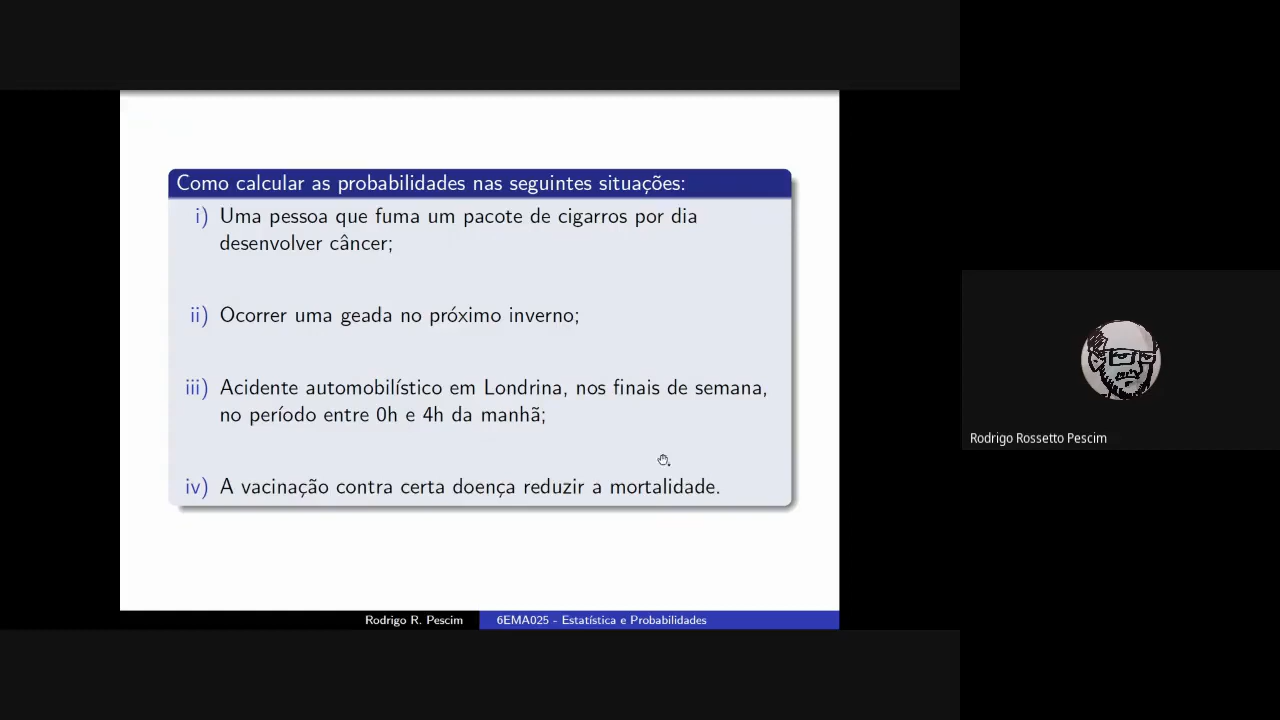 Como calcular as probabilidades nas seguintes situações:
i) Uma pessoa que fuma um pacote de cigarros por dia
desenvolver câncer;
ii) Ocorrer uma geada no próximo inverno;
iii) Acidente automobilístico em Londrina, nos finais de semana,
no período entre 0h e 4h da manhã;
iv) A vacinação contra certa doença reduzir a mortalidade.
Rodrigo R. Pescim
6EMA025 - Estatística e Probabilidades
Rodrigo Rossetto Pescim